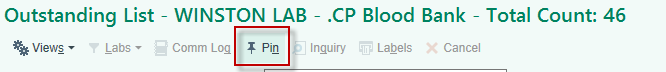 Outstanding List - WINSTON LAB - .CP Blood Bank - Total Count: 46
Views Labs Comm Log Pin Inquiry Labels Cancel